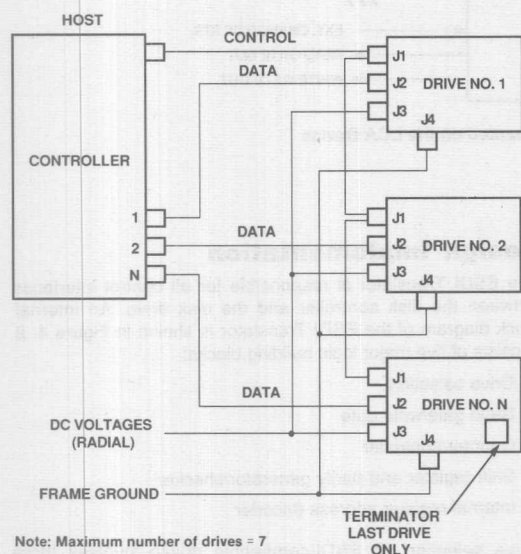 HOST
CONTROL
DATA
CONTROLLER
1
2
N
DATA
DATA
DC VOLTAGES
(RADIAL)
FRAME GROUND
J1
J2
J3
J4
DRIVE NO. 1
J1
J2
J3
J4
DRIVE NO. 2
J1
J2
J3
J4
DRIVE NO. N
TERMINATOR
LAST DRIVE
ONLY
Note: Maximum number of drives = 7